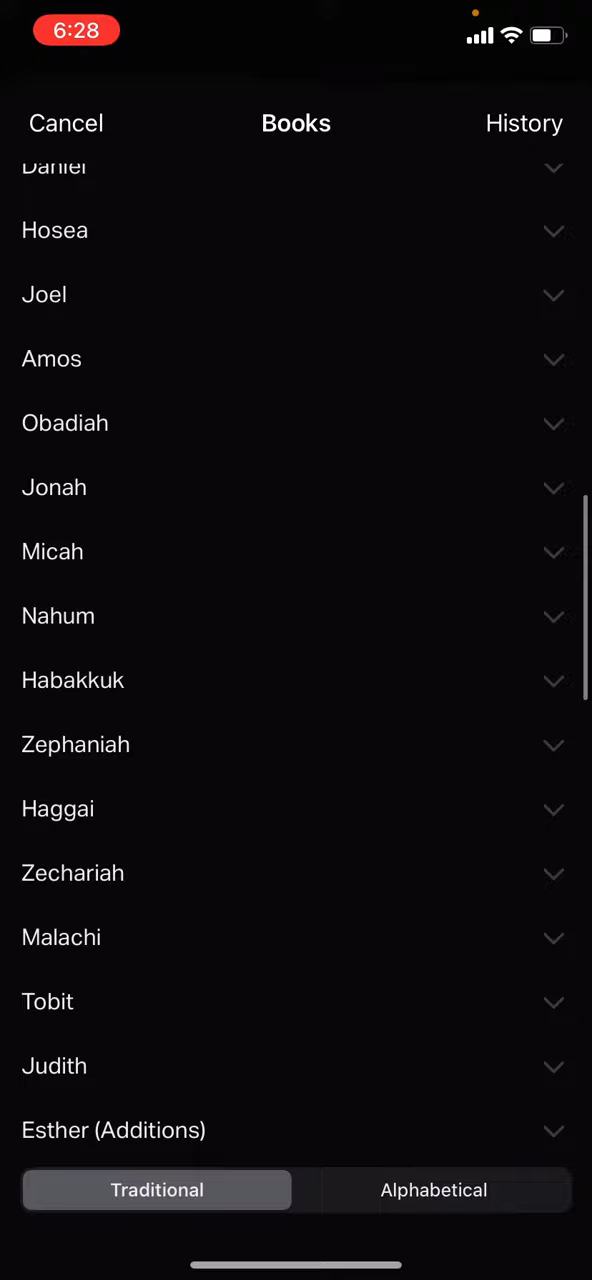 6:28
Cancel Books History
Daniel
Hosea
Joel
Amos
Obadiah
Jonah
Micah
Nahum
Habakkuk
Zephaniah
Haggai
Zechariah
Malachi
Tobit
Judith
Esther (Additions)
Traditional Alphabetical